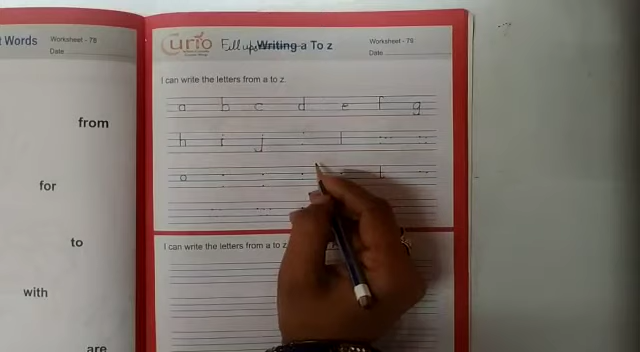 t Words
Worksheet - 78
Date
from
for
to
with
are
Curio
Fill ups Writing a To z
Worksheet - 79
Date
I can write the letters from a to z.
a b c d e f g
h i j l
o
I can write the letters from a to z